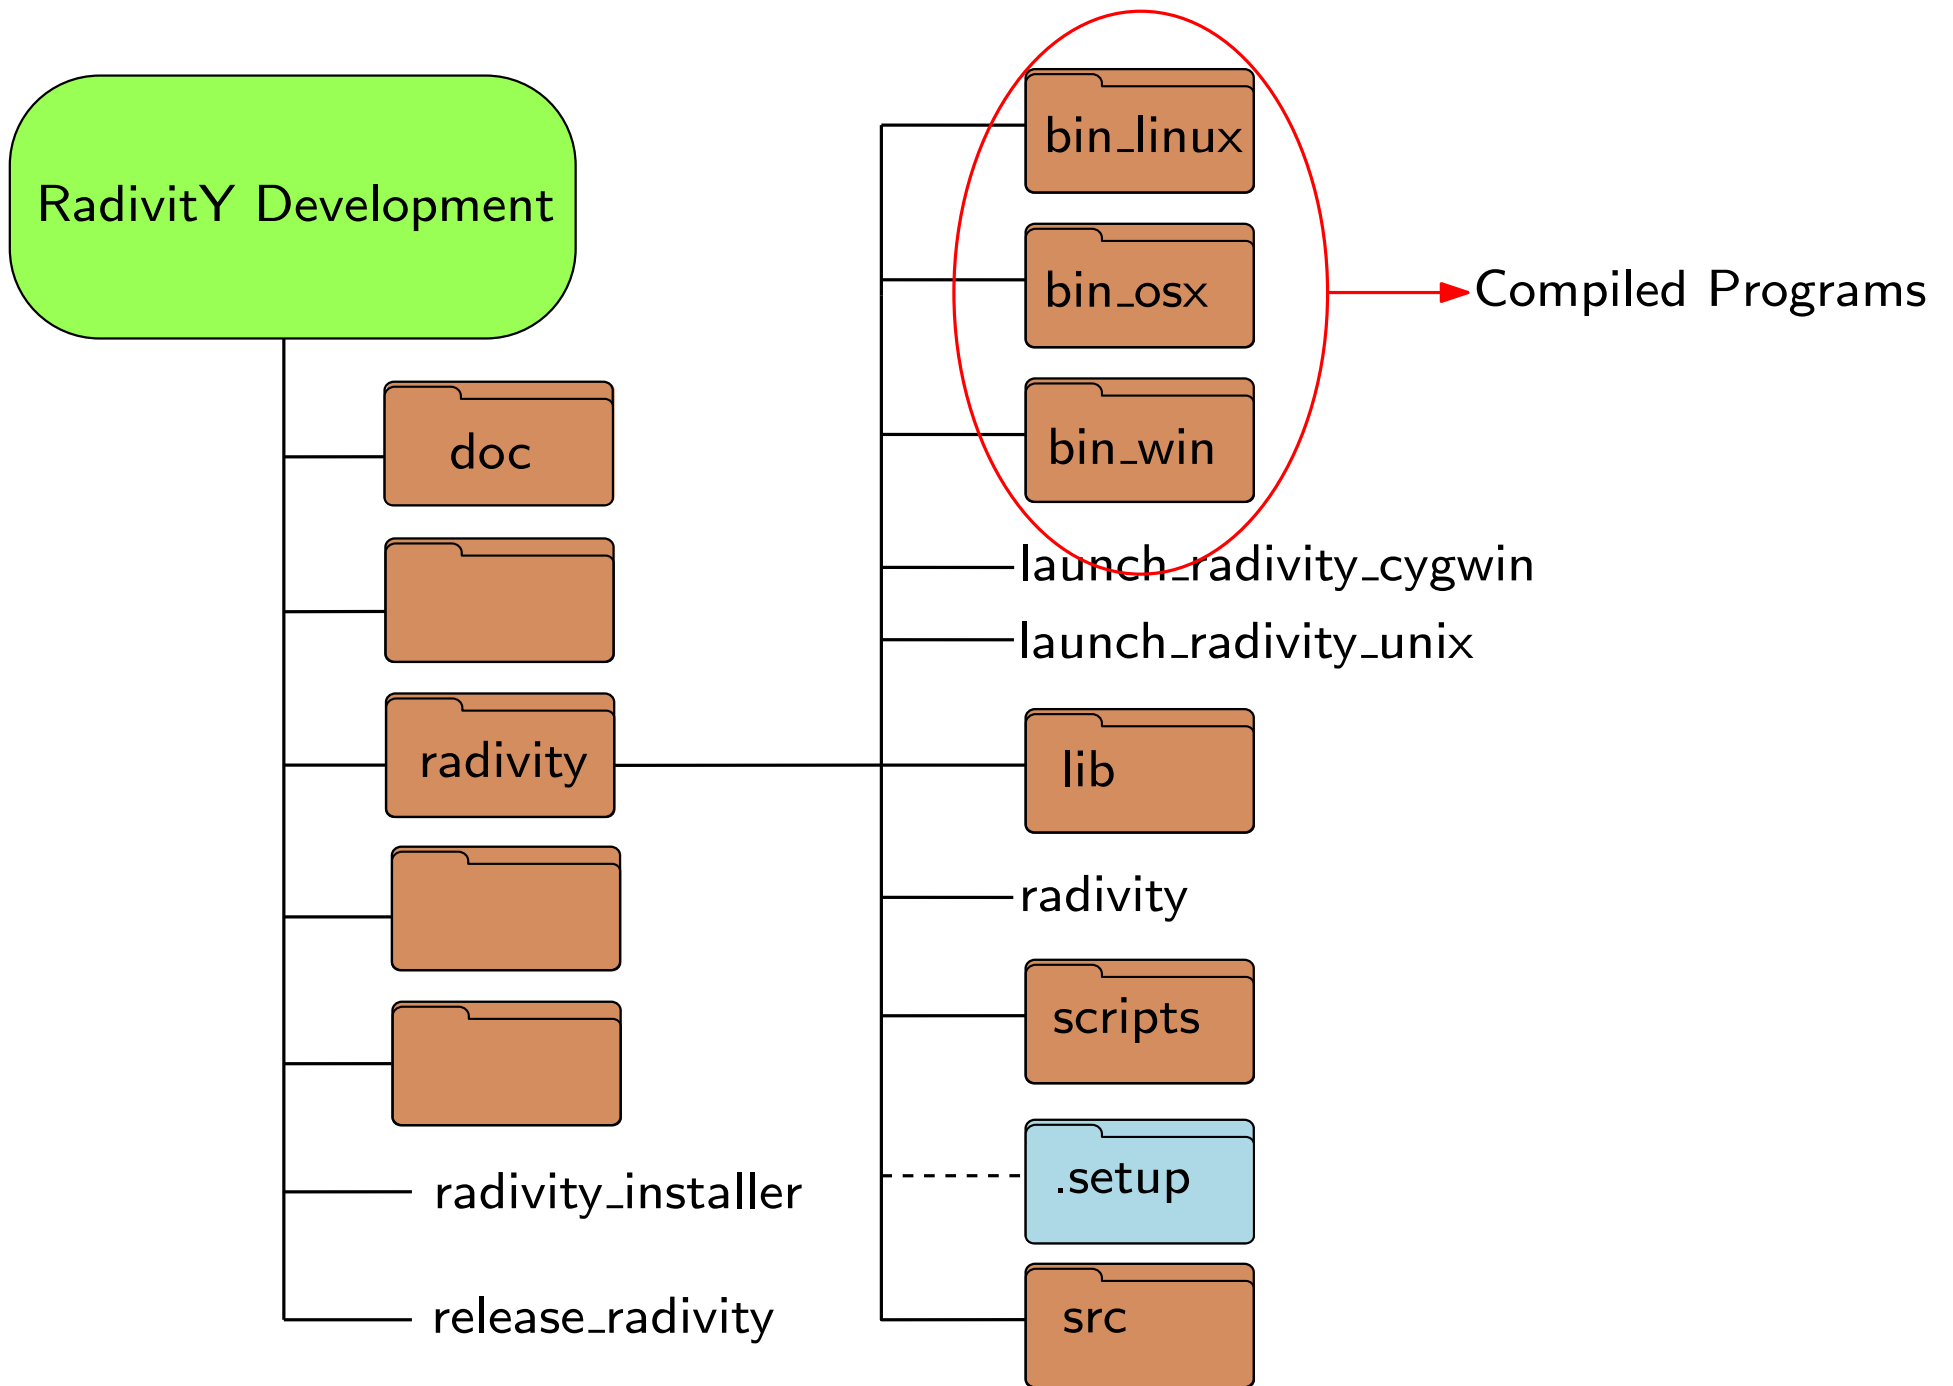 RadivitY Development
doc
radivity
radivity_installer
release_radivity
bin_linux
bin_osx
bin_win
Compiled Programs
launch_radivity_cygwin
launch_radivity_unix
lib
radivity
scripts
.setup
src